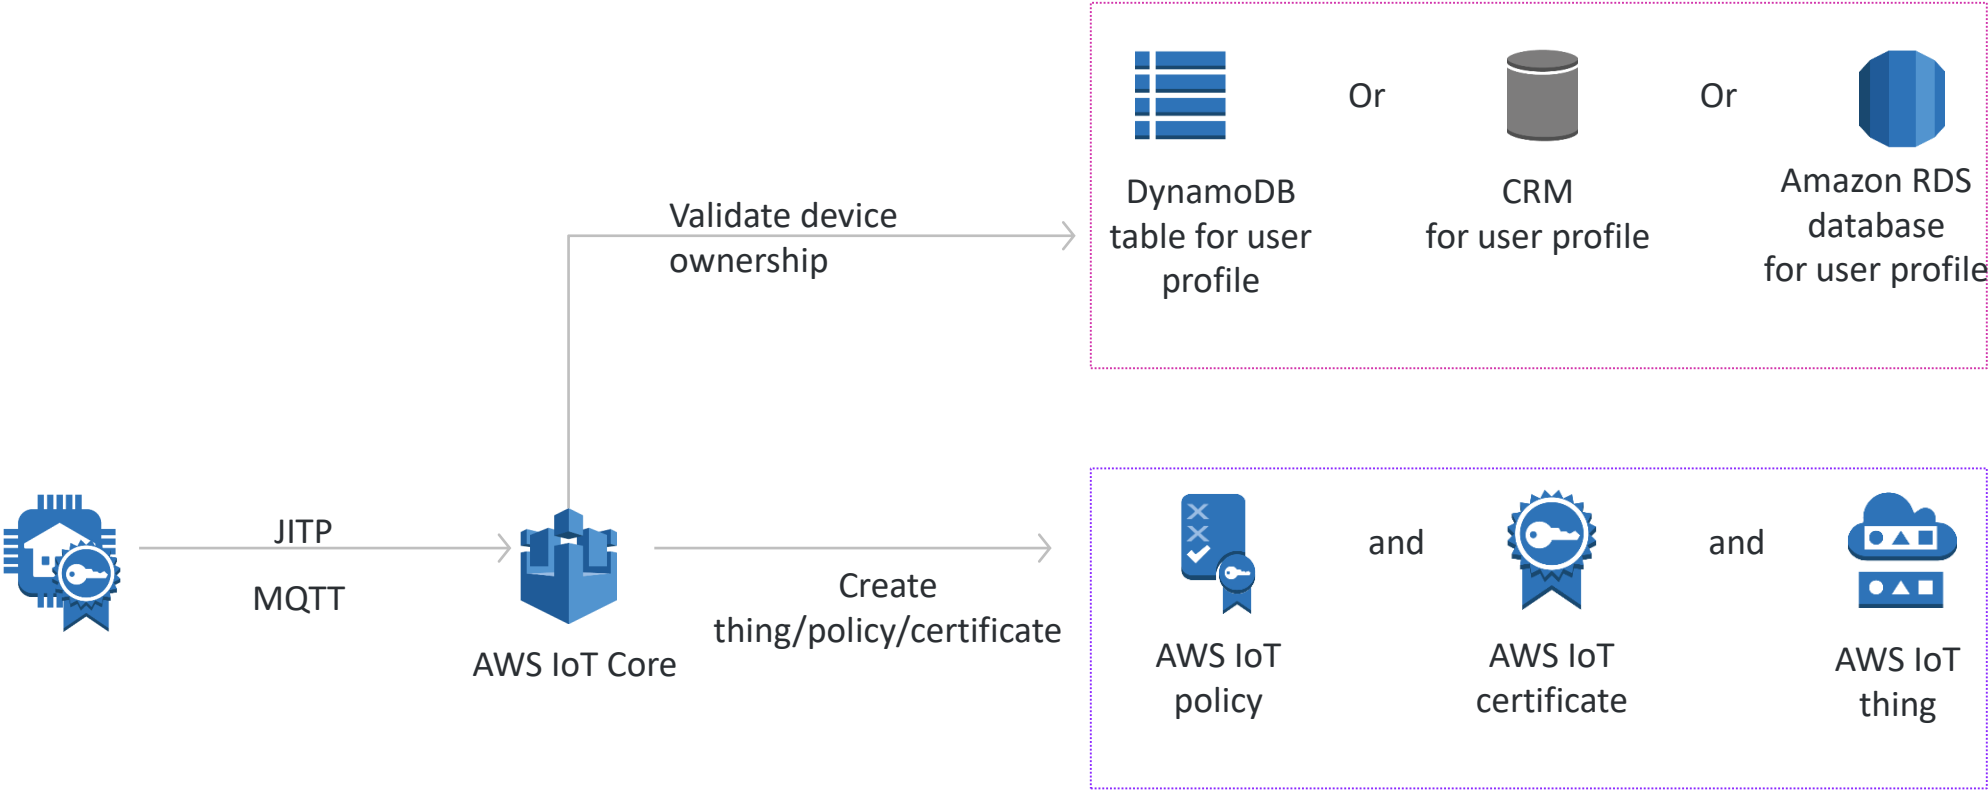 Or
Or
DynamoDB
table for user
profile
CRM
for user profile
Amazon RDS
database
for user profile
Validate device
ownership
JITP
MQTT
AWS IoT Core
Create
thing/policy/certificate
and
and
AWS IoT
policy
AWS IoT
certificate
AWS IoT
thing